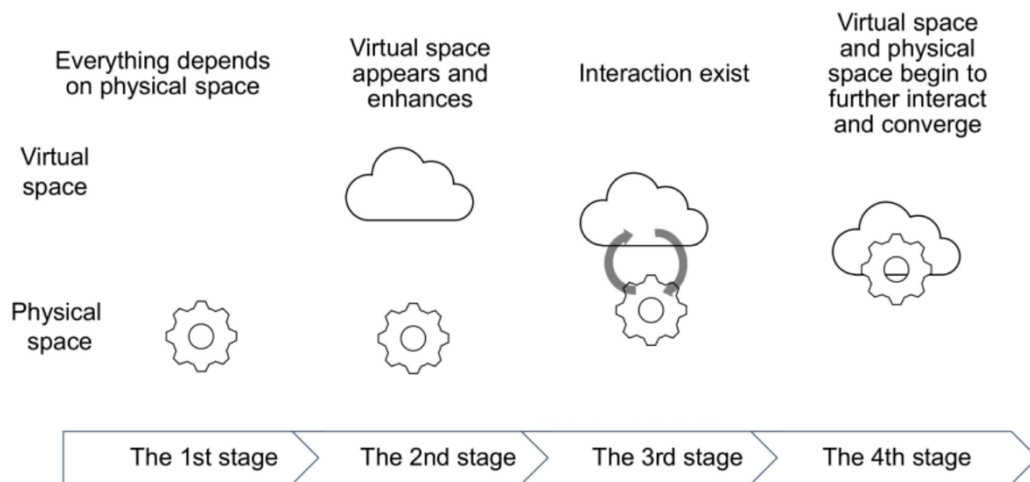 Everything depends
on physical space
Virtual space
appears and
enhances
Interaction exist
Virtual space
and physical
space begin to
further interact
and converge
Virtual
space
Physical
space
The 1st stage
The 2nd stage
The 3rd stage
The 4th stage